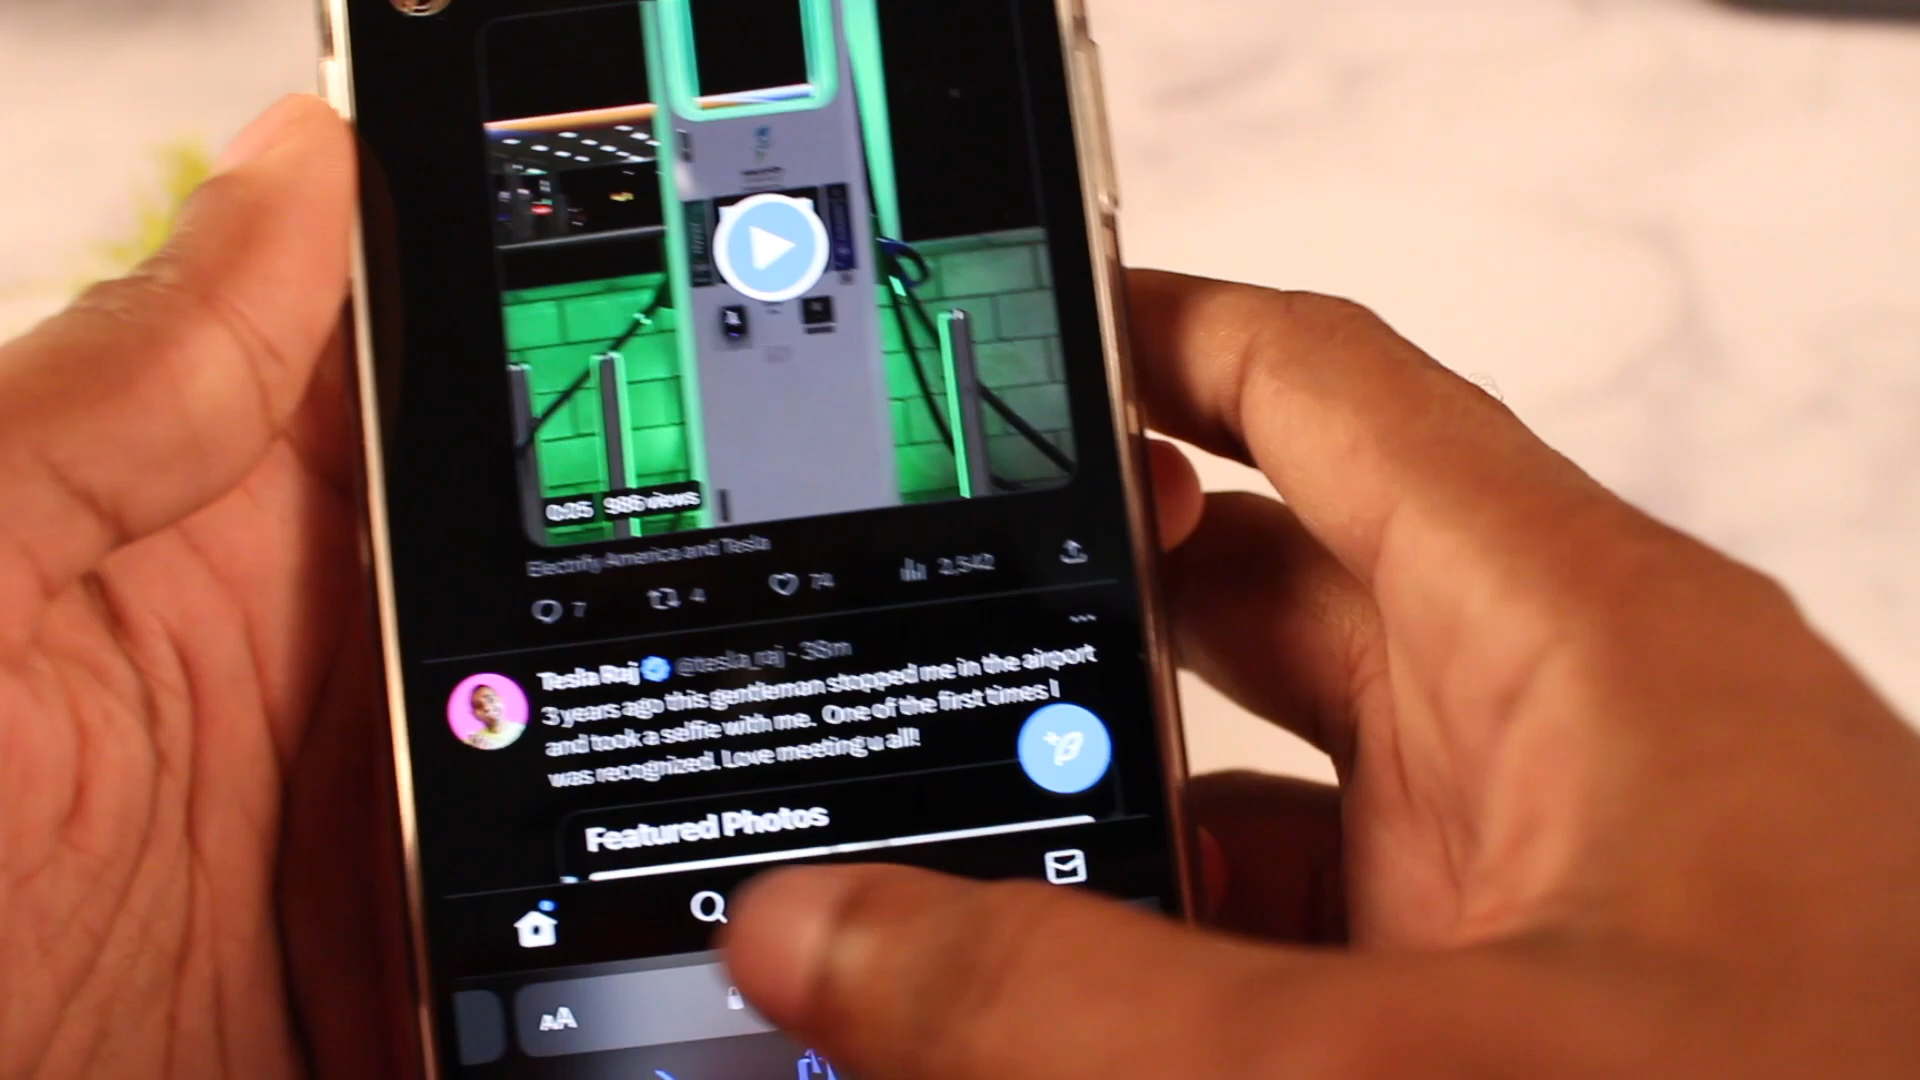 0:05 986 views
Electrify America and Tesla
7 4 74 2,542
Tesla Raj @tesla_raj · 38m
3 years ago this gentleman stopped me in the airport
and took a selfie with me. One of the first times I
was recognized. Love meeting u all!
Featured Photos
AA